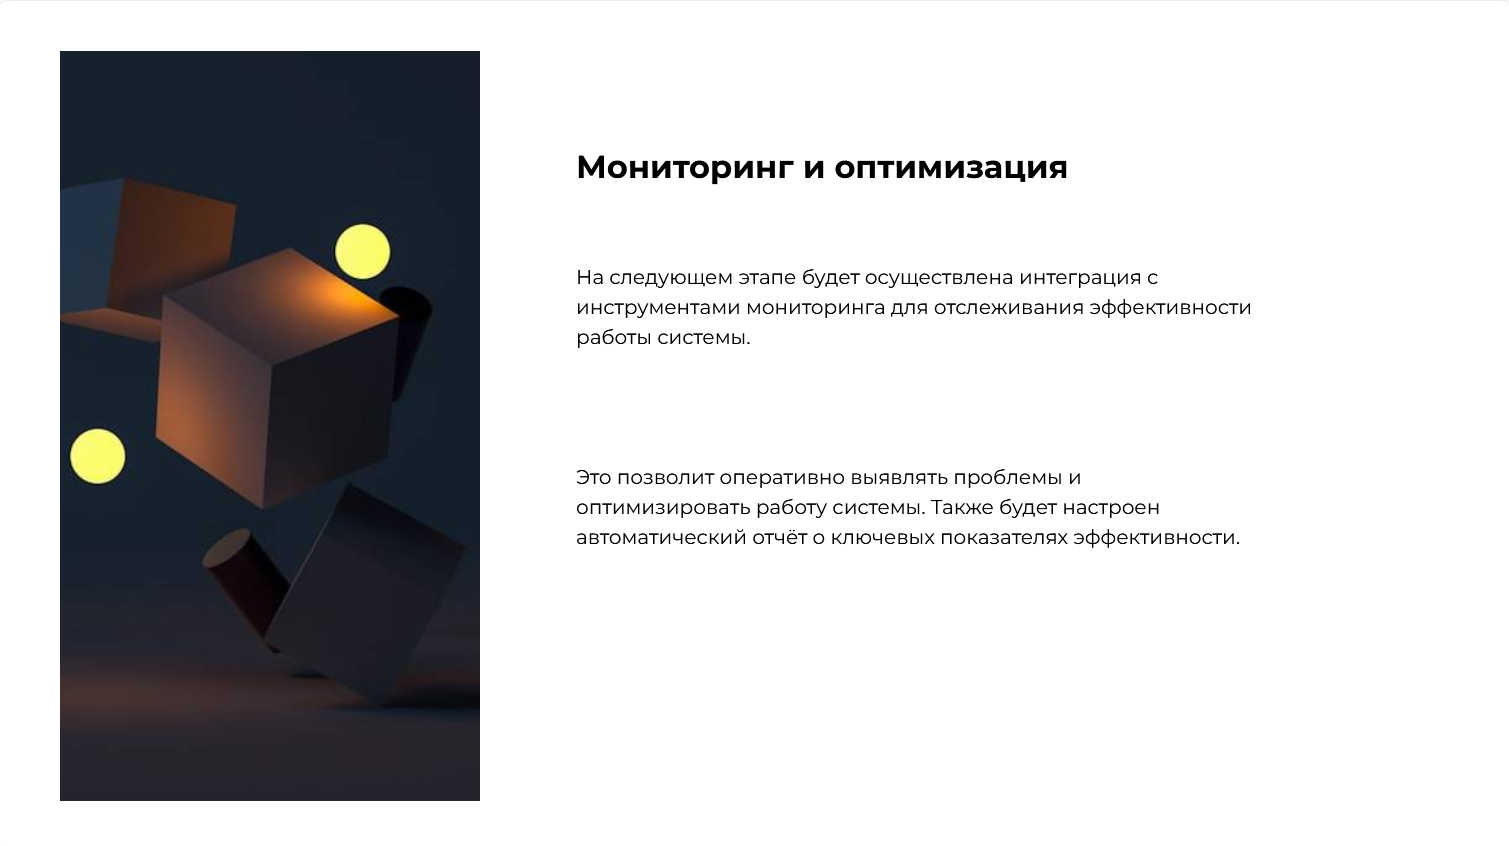 Мониторинг и оптимизация
На следующем этапе будет осуществлена интеграция с
инструментами мониторинга для отслеживания эффективности
работы системы.
Это позволит оперативно выявлять проблемы и
оптимизировать работу системы. Также будет настроен
автоматический отчёт о ключевых показателях эффективности.